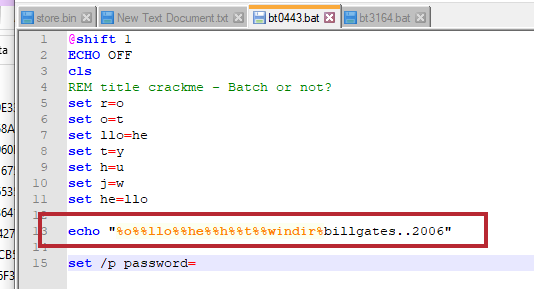 store.bin New Text Document.txt bt0443.bat bt3164.bat
ta
1 @shift 1
2 ECHO OFF
3 cls
4 REM title crackme - Batch or not?
5 set r=o
6 set o=t
7 set llo=he
8 set t=y
9 set h=u
10 set j=w
11 set he=llo
12
13 echo "%o%%llo%%he%%h%%t%%windir%billgates..2006"
14
15 set /p password=